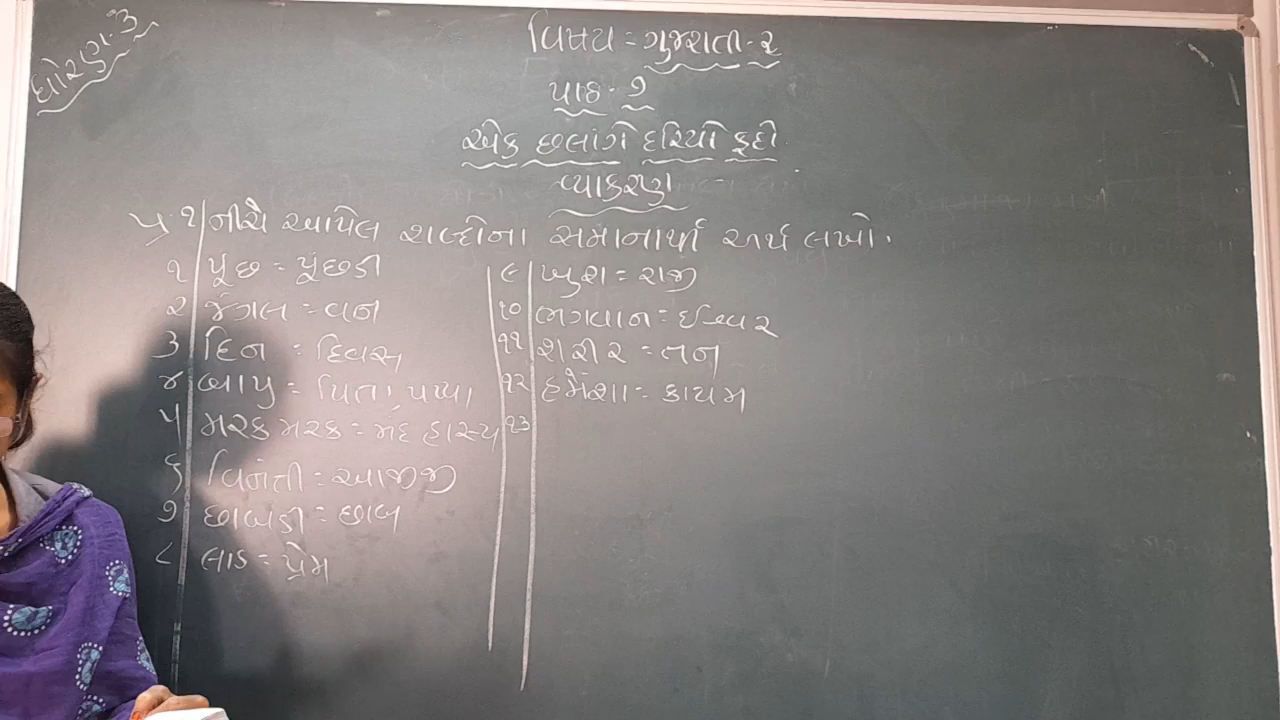 ધોરણ.૩
વિષય = ગુજરાતી-૨
પાઠ-૭
એક છલાંગે દરિયો કૂદી
વ્યાકરણ
પ્ર.૧ નીચે આપેલ શબ્દોના સમાનાર્થી અર્થ લખો.
૧ પૂંછ = પૂંછડી
૨ જંગલ = વન
૩ દિન = દિવસ
૪ બાપુ = પિતા, પપ્પા
૫ મરક મરક = મંદ હાસ્ય
૬ વિનંતી = આજીજી
૭ છાબડી = છાબ
૮ લાડ = પ્રેમ
૯ ખુશ = રાજી
૧૦ ભગવાન = ઈશ્વર
૧૧ શરીર = તન
૧૨ હંમેશા = કાયમ
૧૩